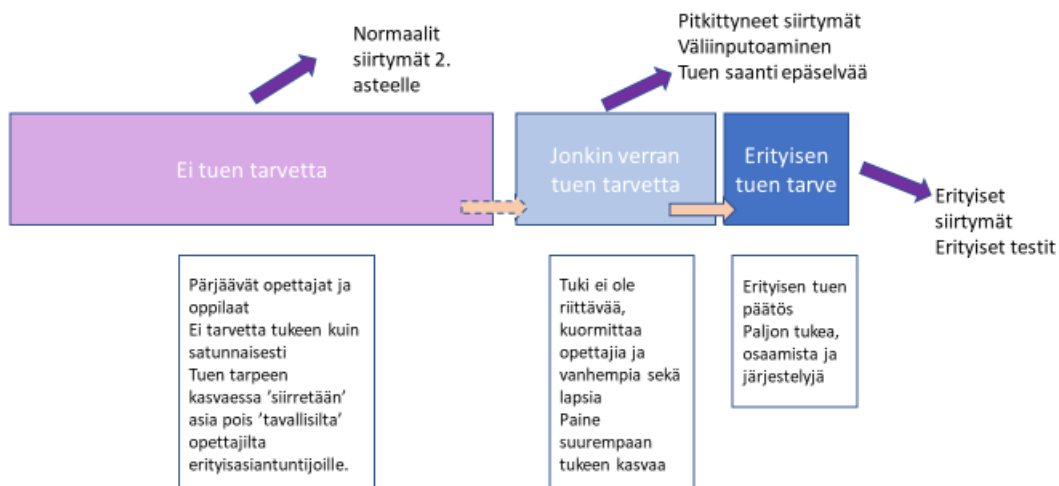 Normaalit
siirtymät 2.
asteelle
Pitkittyneet siirtymät
Väliinputoaminen
Tuen saanti epäselvää
Ei tuen tarvetta
Jonkin verran
tuen tarvetta
Erityisen
tuen tarve
Erityiset
siirtymät
Erityiset testit
Pärjäävät opettajat ja
oppilaat
Ei tarvetta tukeen kuin
satunnaisesti
Tuen tarpeen
kasvaessa ’siirretään’
asia pois ’tavallisilta’
opettajilta
erityisasiantuntijoille.
Tuki ei ole
riittävää,
kuormittaa
opettajia ja
vanhempia sekä
lapsia
Paine
suurempaan
tukeen kasvaa
Erityisen tuen
päätös
Paljon tukea,
osaamista ja
järjestelyjä